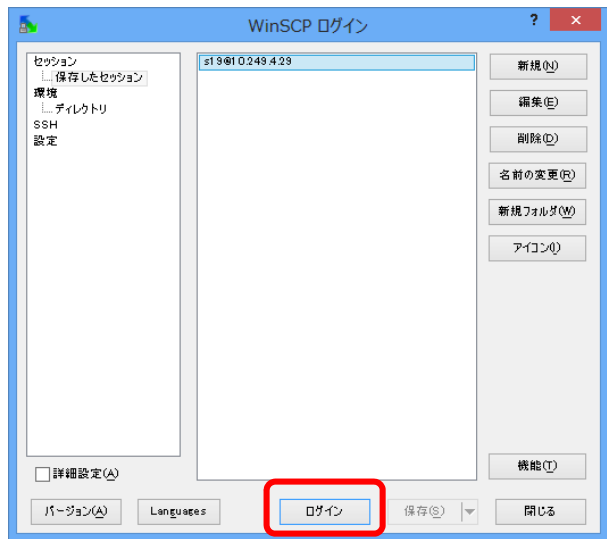 WinSCP ログイン
?
×
セッション
保存したセッション
環境
ディレクトリ
SSH
設定
s19@10.249.4.29
新規(N)
編集(E)
削除(D)
名前の変更(R)
新規フォルダ(W)
アイコン(I)
詳細設定(A)
機能(T)
バージョン(A)
Languages
ログイン
保存(S)
閉じる